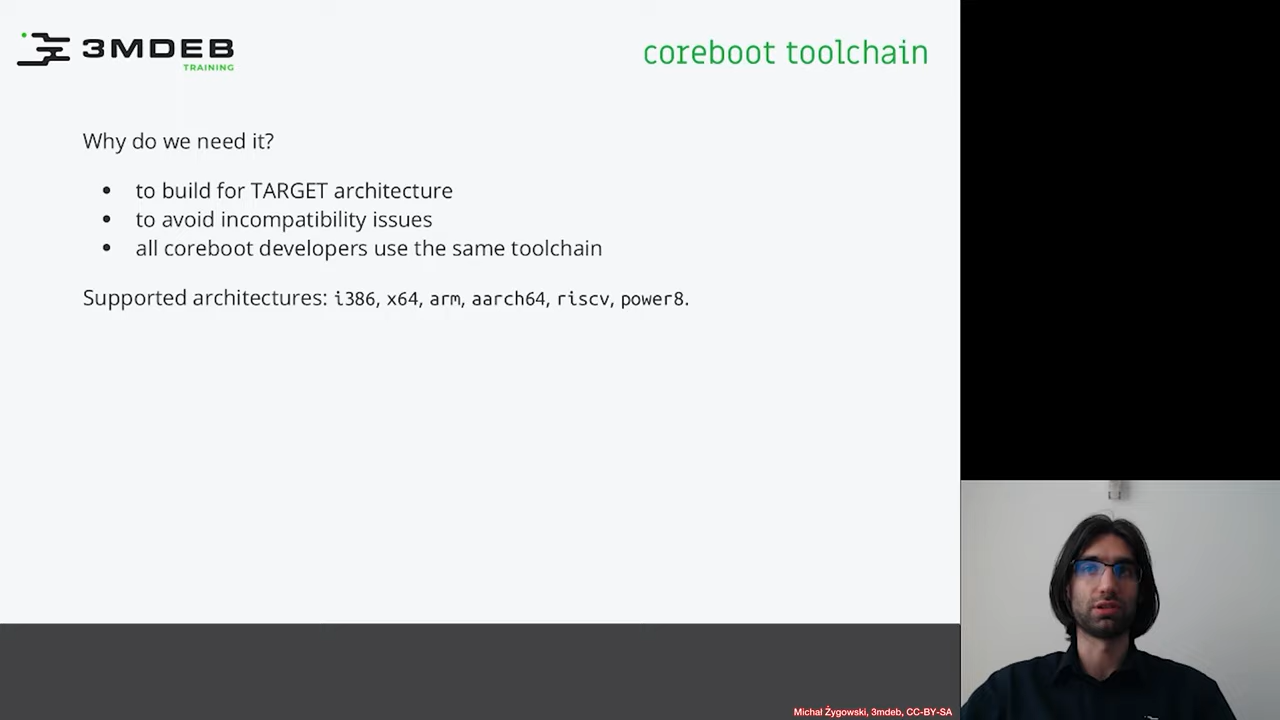 3MDEB
TRAINING
coreboot toolchain
Why do we need it?
• to build for TARGET architecture
• to avoid incompatibility issues
• all coreboot developers use the same toolchain
Supported architectures: i386, x64, arm, aarch64, riscv, power8.
Michał Żygowski, 3mdeb, CC-BY-SA